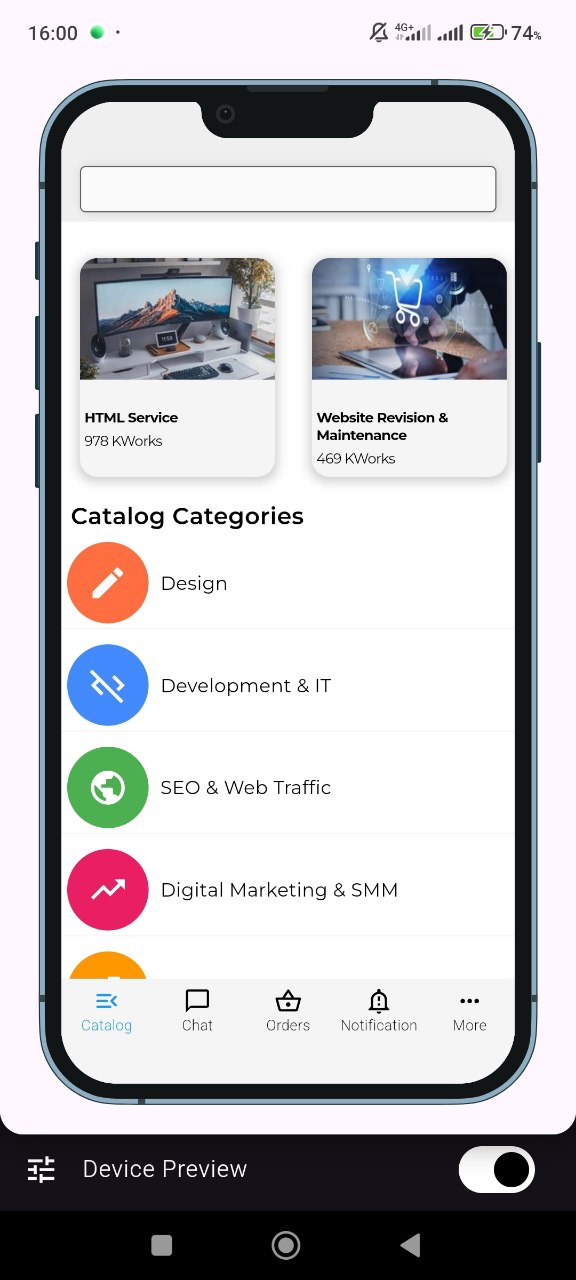 16:00
4G+
74%
HTML Service
978 KWorks
Website Revision &
Maintenance
469 KWorks
Catalog Categories
Design
Development & IT
SEO & Web Traffic
Digital Marketing & SMM
Catalog
Chat
Orders
Notification
More
Device Preview